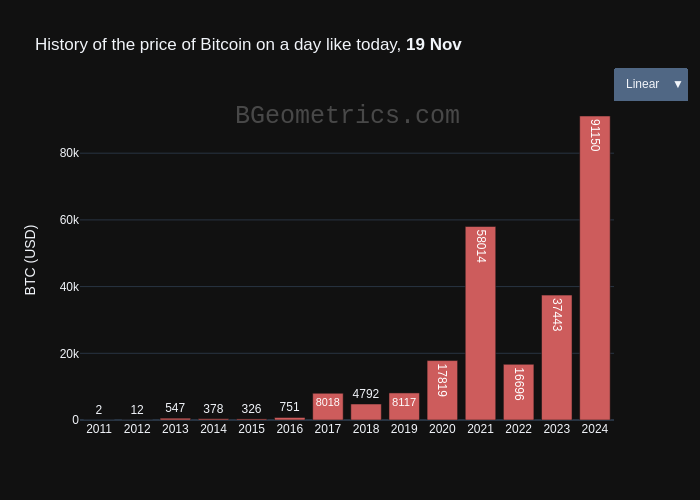 History of the price of Bitcoin on a day like today, 19 Nov
Linear ▼
BGeometrics.com
BTC (USD)
80k
60k
40k
20k
0
2
12
547
378
326
751
8018
4792
8117
17819
58014
16696
37443
91150
2011 2012 2013 2014 2015 2016 2017 2018 2019 2020 2021 2022 2023 2024